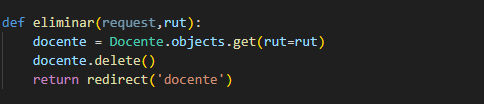 def eliminar(request,rut):
    docente = Docente.objects.get(rut=rut)
    docente.delete()
    return redirect('docente')